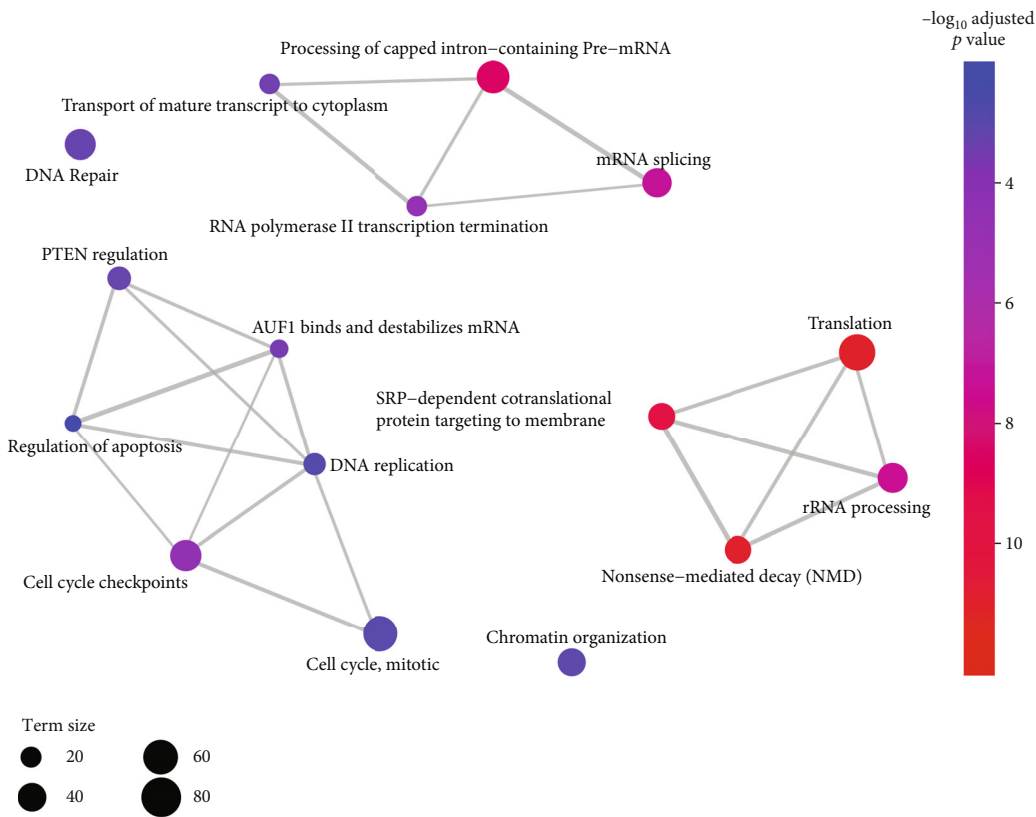 −log10 adjusted
p value
Processing of capped intron−containing Pre−mRNA
Transport of mature transcript to cytoplasm
DNA Repair
mRNA splicing
4
RNA polymerase II transcription termination
PTEN regulation
6
AUF1 binds and destabilizes mRNA
Translation
SRP−dependent cotranslational
protein targeting to membrane
8
Regulation of apoptosis
DNA replication
rRNA processing
10
Nonsense−mediated decay (NMD)
Cell cycle checkpoints
Chromatin organization
Cell cycle, mitotic
Term size
20 60
40 80